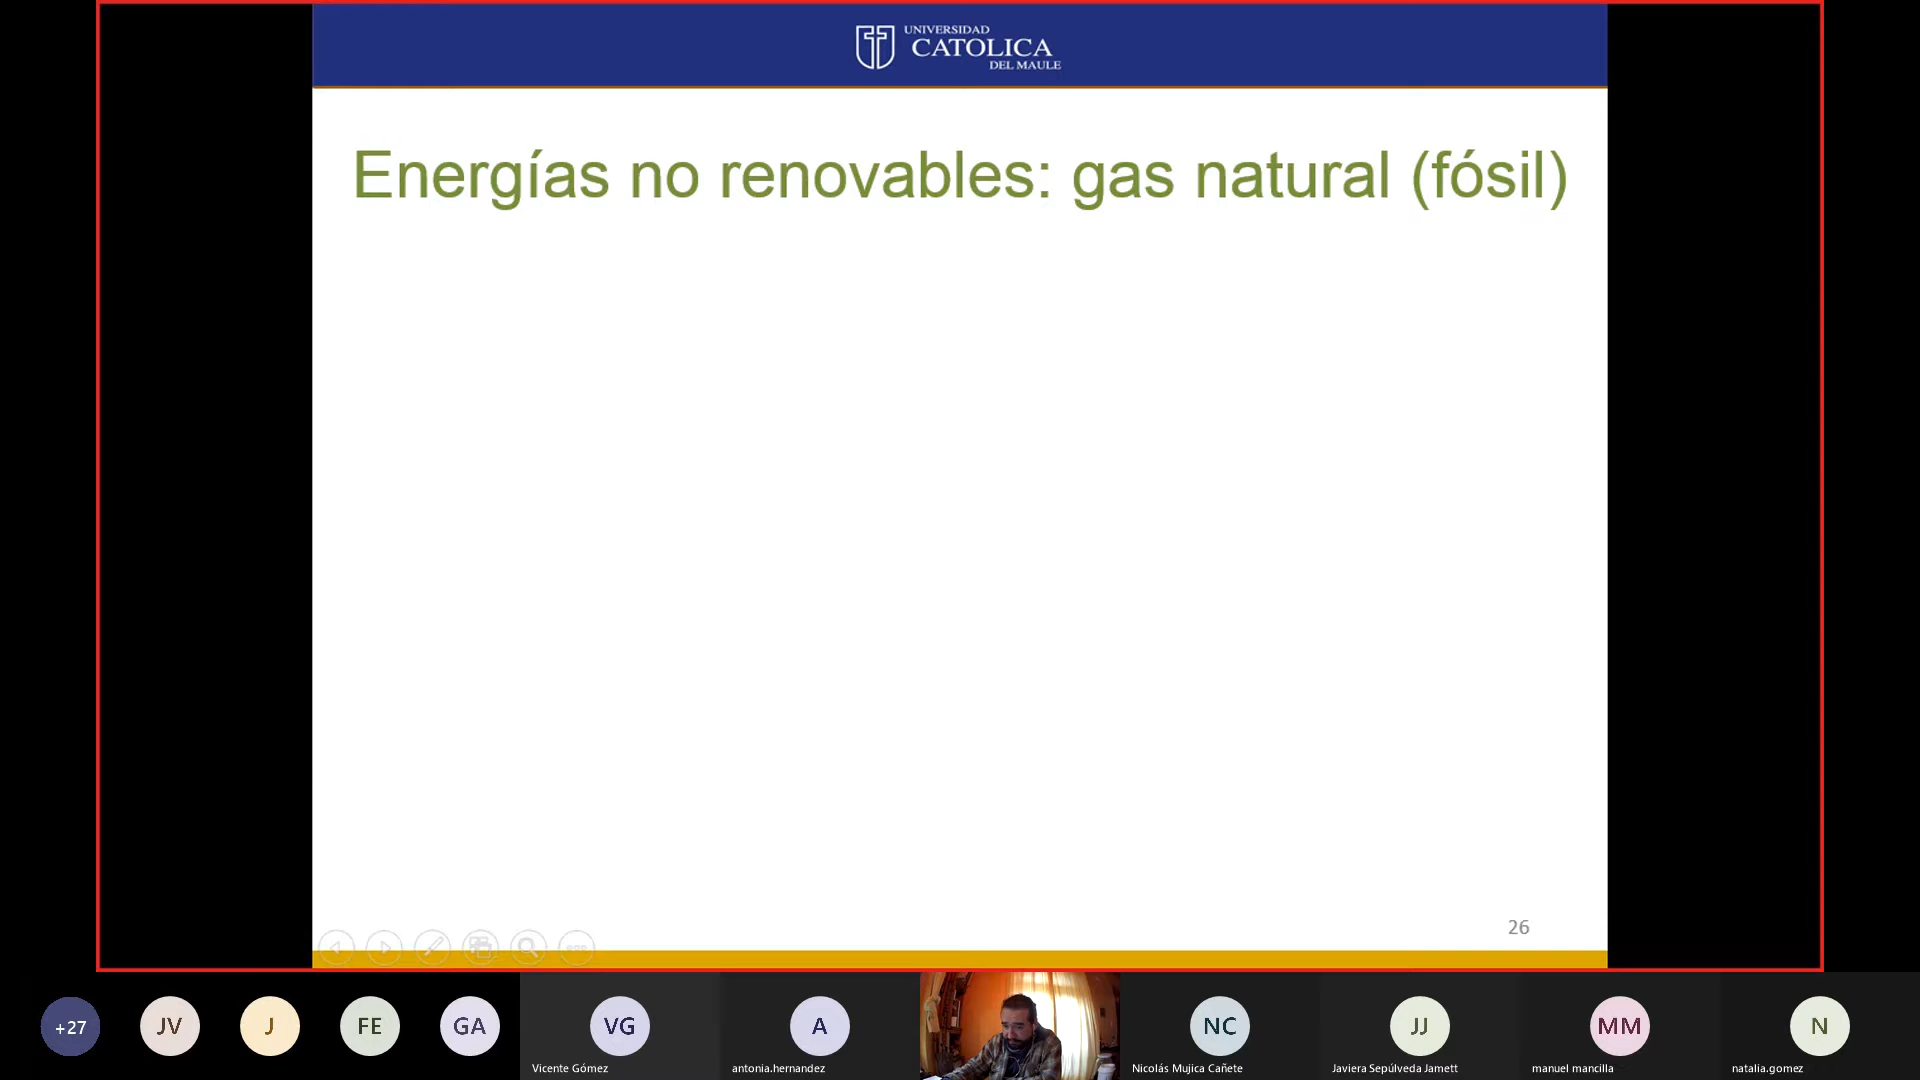 UNIVERSIDAD
CATOLICA
DEL MAULE
Energías no renovables: gas natural (fósil)
26
+27
JV
J
FE
GA
VG
A
NC
JJ
MM
N
Vicente Gómez
antonia.hernandez
Nicolás Mujica Cañete
Javiera Sepúlveda Jamett
manuel mancilla
natalia.gomez